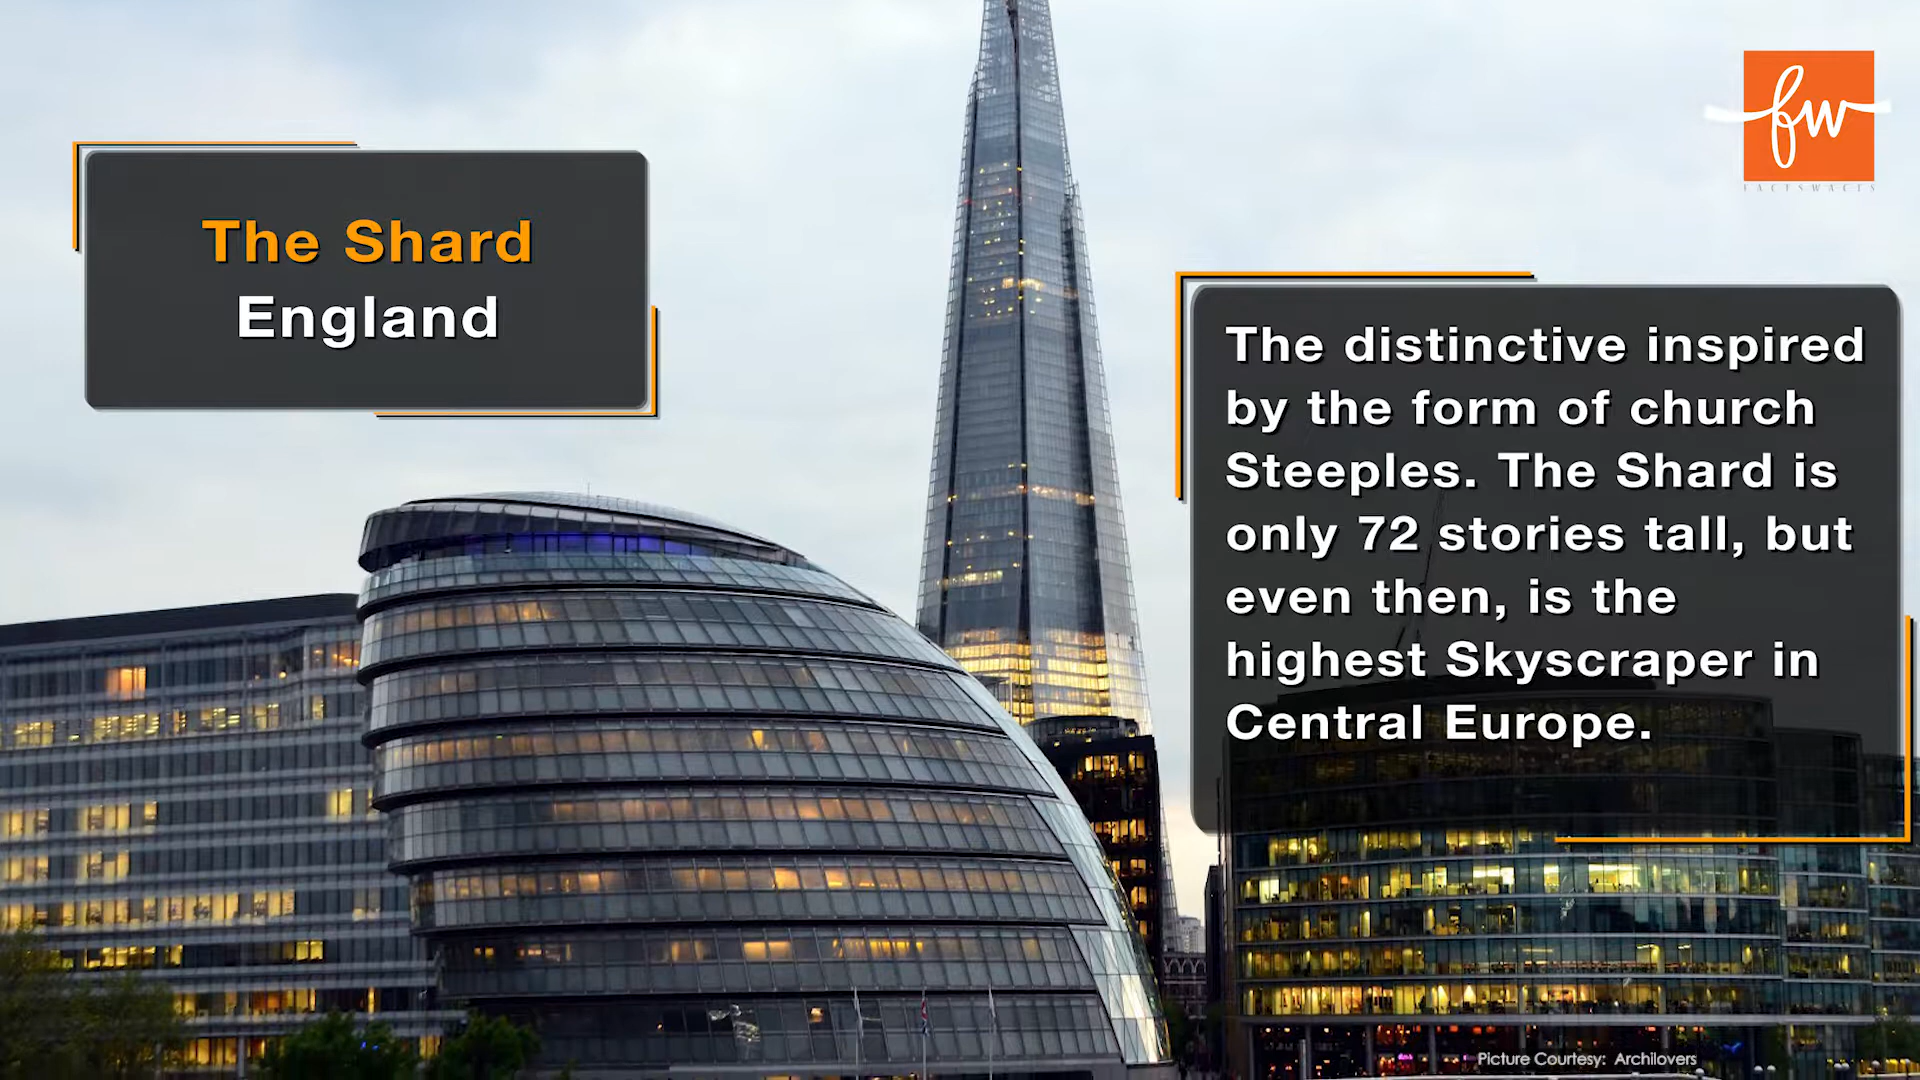 The Shard
England
fw
FACTSWACTS
The distinctive inspired
by the form of church
Steeples. The Shard is
only 72 stories tall, but
even then, is the
highest Skyscraper in
Central Europe.
Picture Courtesy: Archilovers